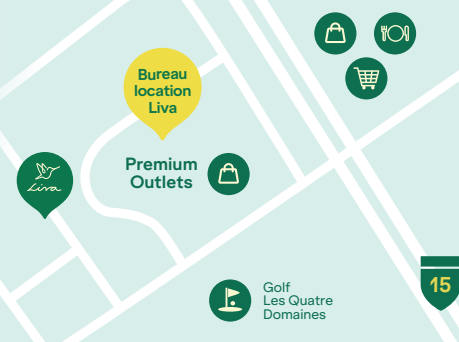 Bureau
location
Liva
Liva
Premium
Outlets
Golf
Les Quatre
Domaines
15